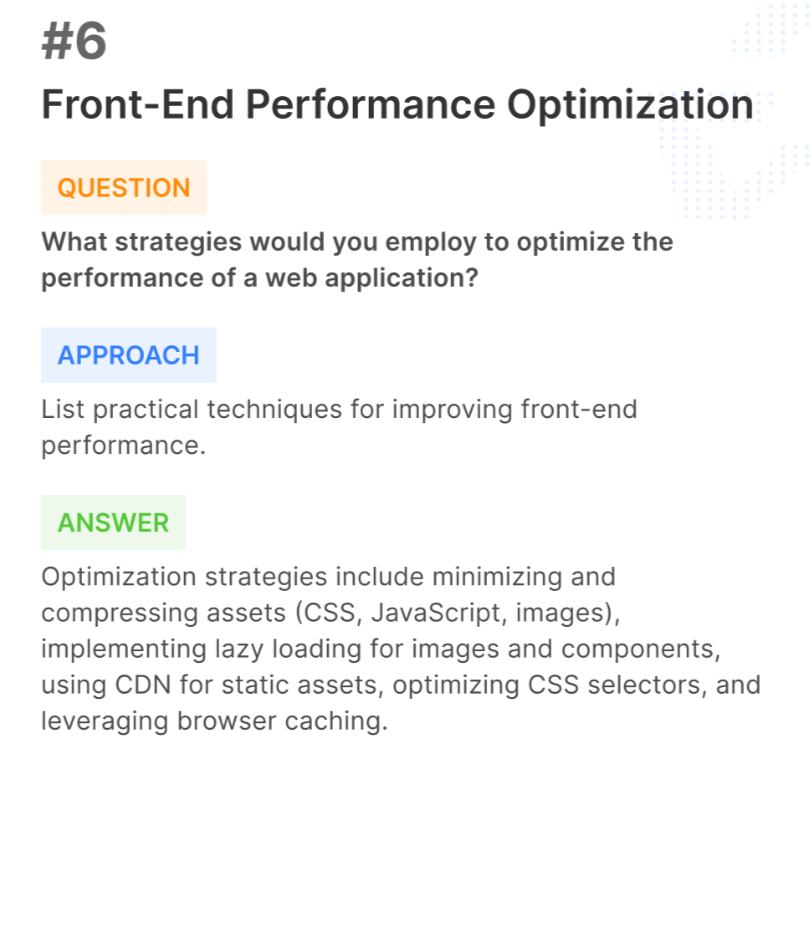 #6
Front-End Performance Optimization
QUESTION
What strategies would you employ to optimize the
performance of a web application?
APPROACH
List practical techniques for improving front-end
performance.
ANSWER
Optimization strategies include minimizing and
compressing assets (CSS, JavaScript, images),
implementing lazy loading for images and components,
using CDN for static assets, optimizing CSS selectors, and
leveraging browser caching.